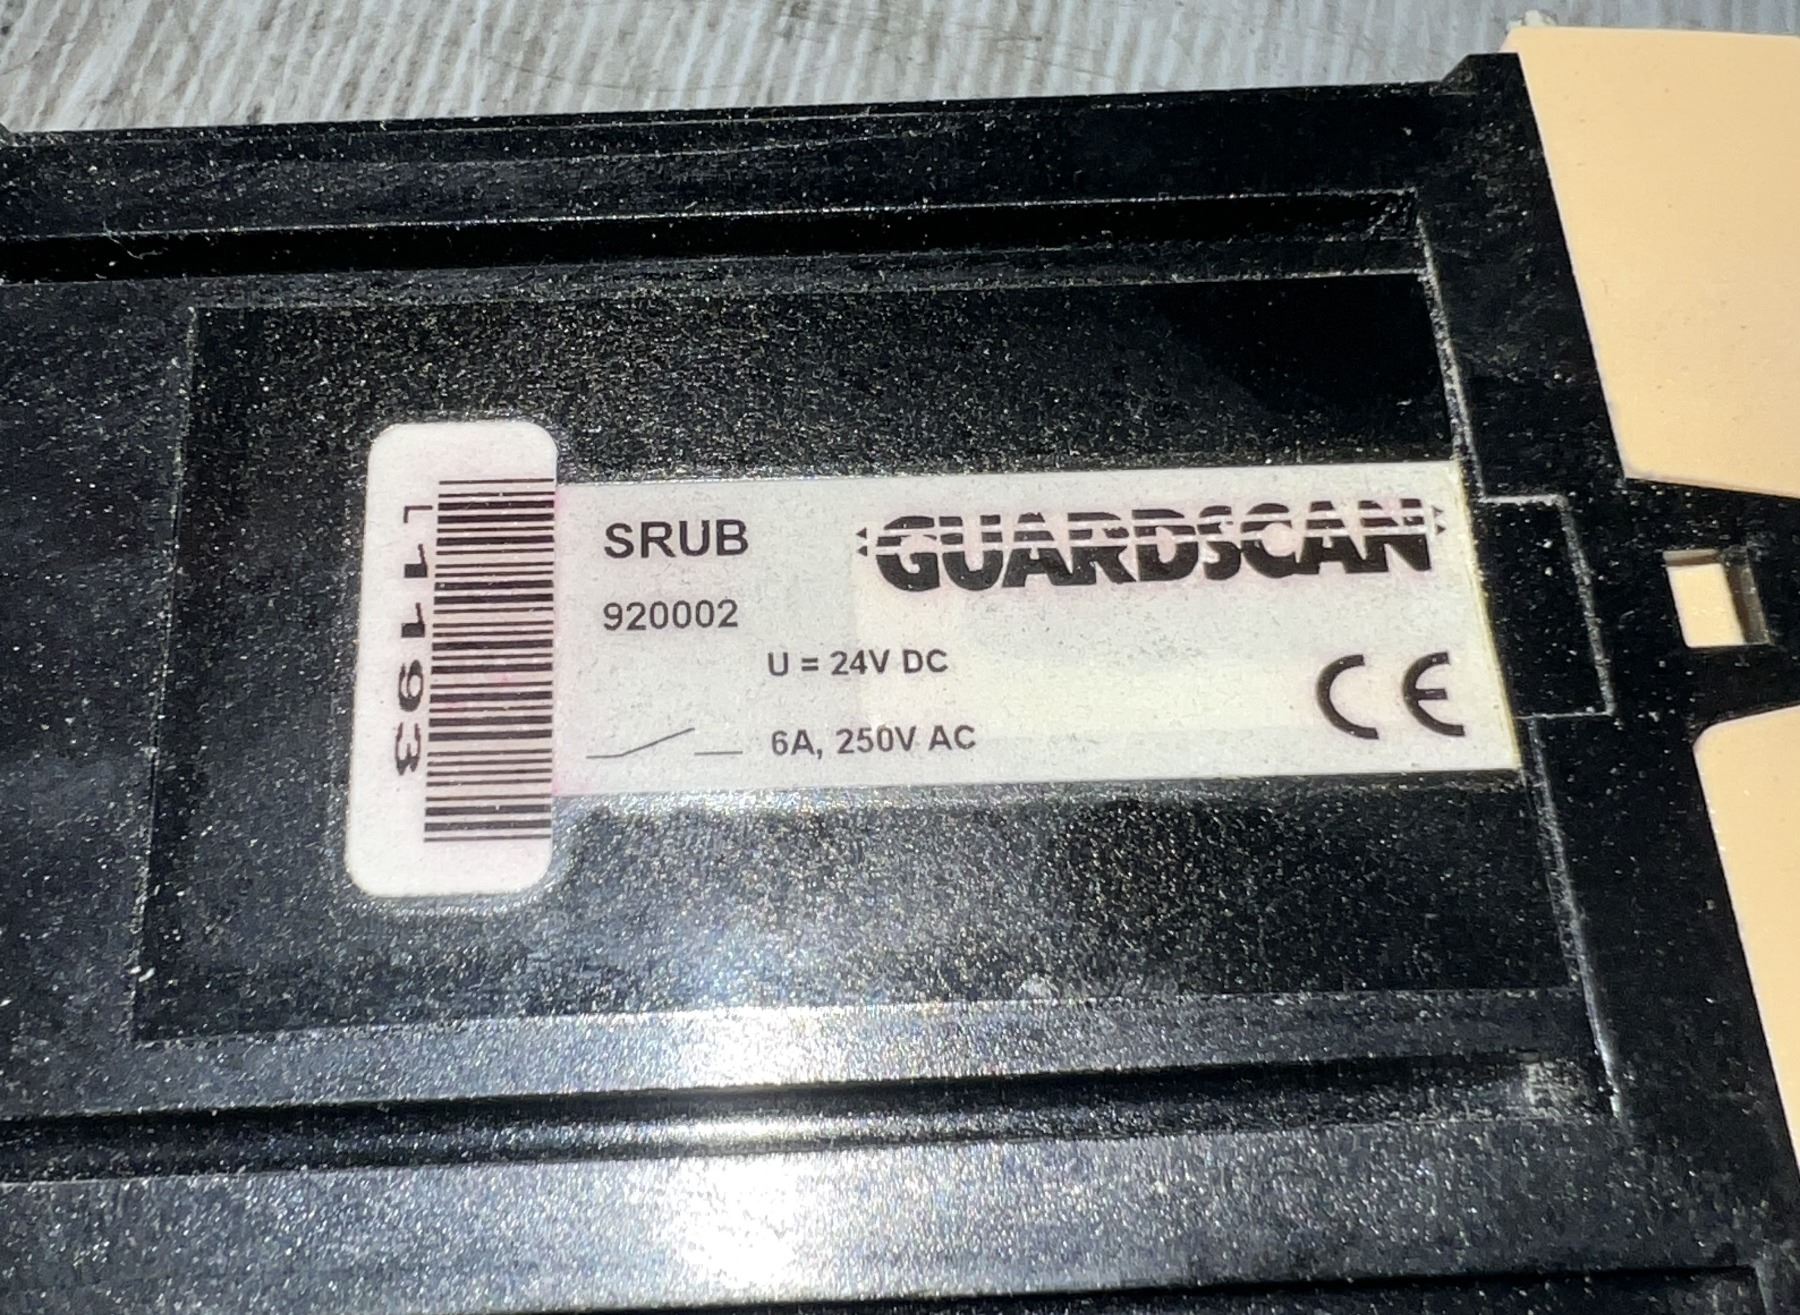 L1193
SRUB
GUARDSCAN
920002
U = 24V DC
6A, 250V AC
CE